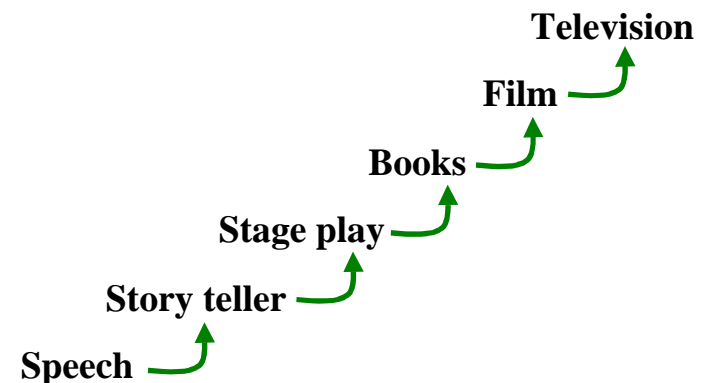 Television
Film
Books
Stage play
Story teller
Speech